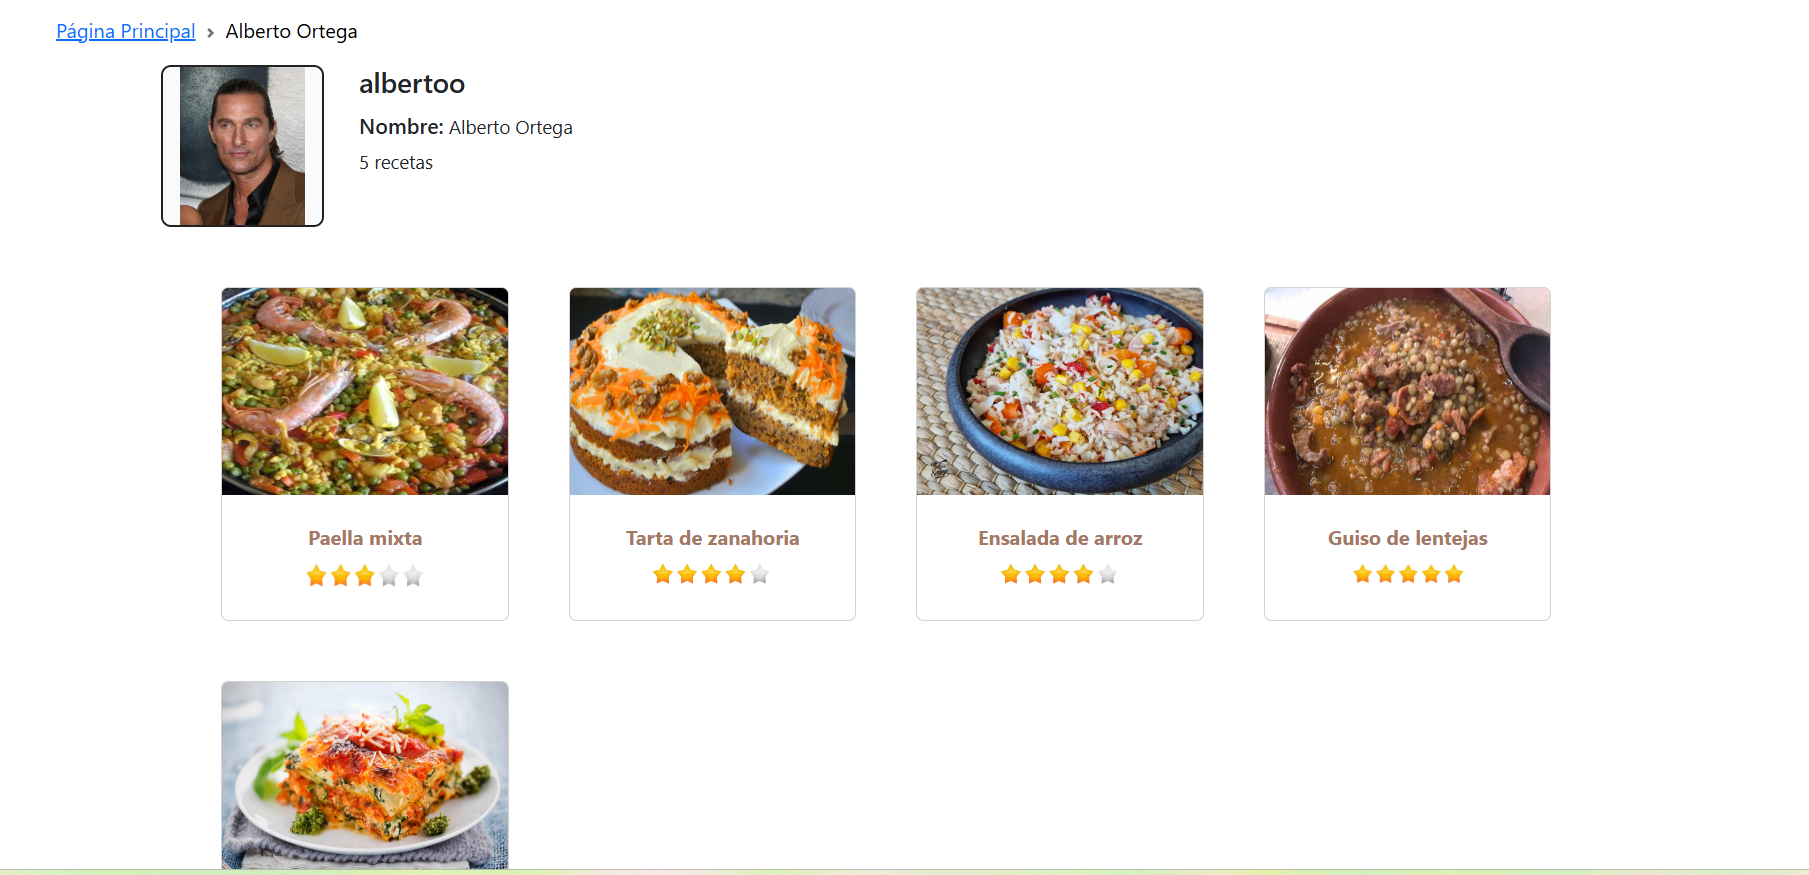 Página Principal › Alberto Ortega
albertoo
Nombre: Alberto Ortega
5 recetas
Paella mixta
Tarta de zanahoria
Ensalada de arroz
Guiso de lentejas